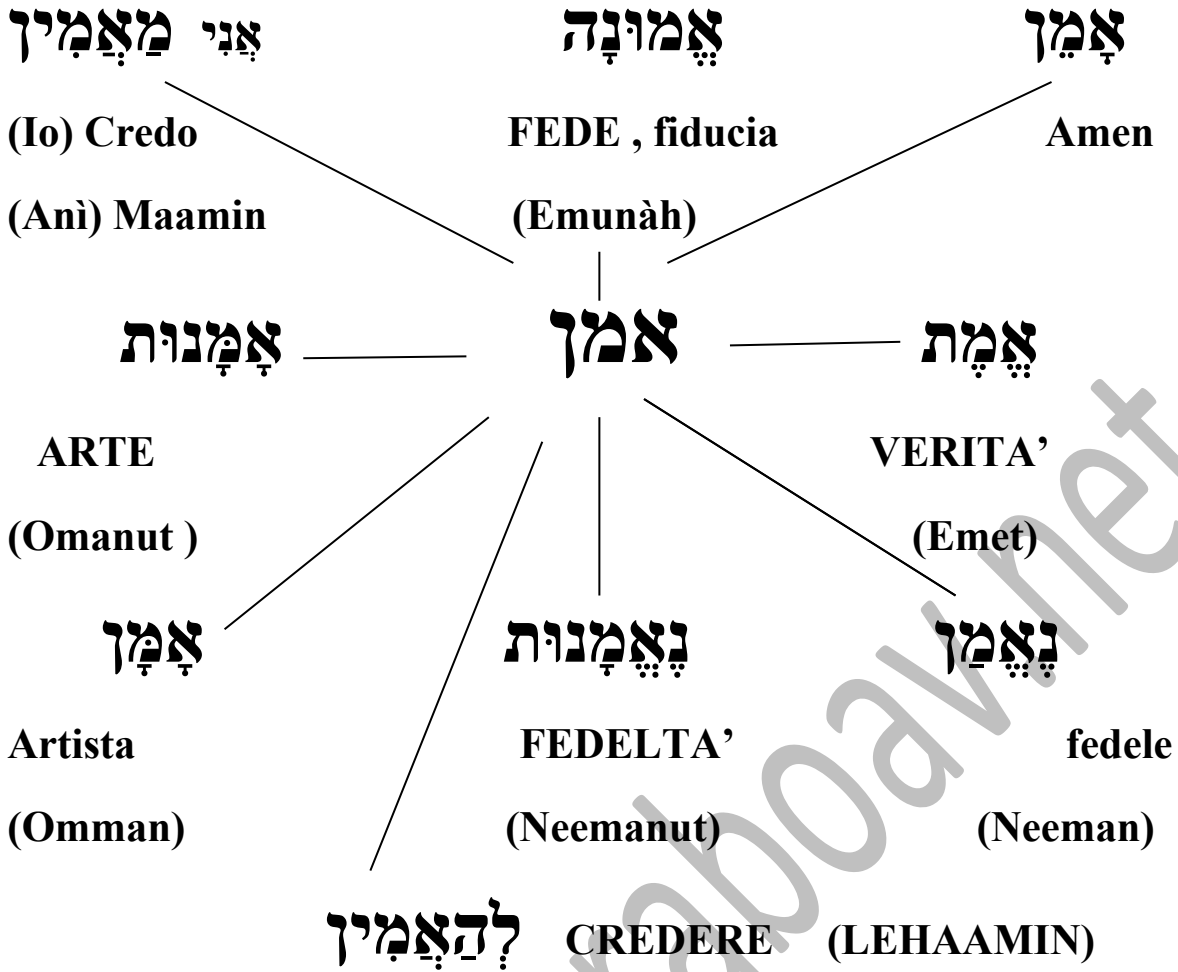 אֲנִי מַאֲמִין אֱמוּנָה אָמֵן
(Io) Credo FEDE , fiducia Amen
(Anì) Maamin (Emunàh)
אָמָּנוּת אמן אֱמֶת
ARTE VERITA’
(Omanut ) (Emet)
אָמָּן נֶאֱמָנוּת נֶאֱמַן
Artista FEDELTA’ fedele
(Omman) (Neemanut) (Neeman)
לְהַאֲמִין CREDERE (LEHAAMIN)